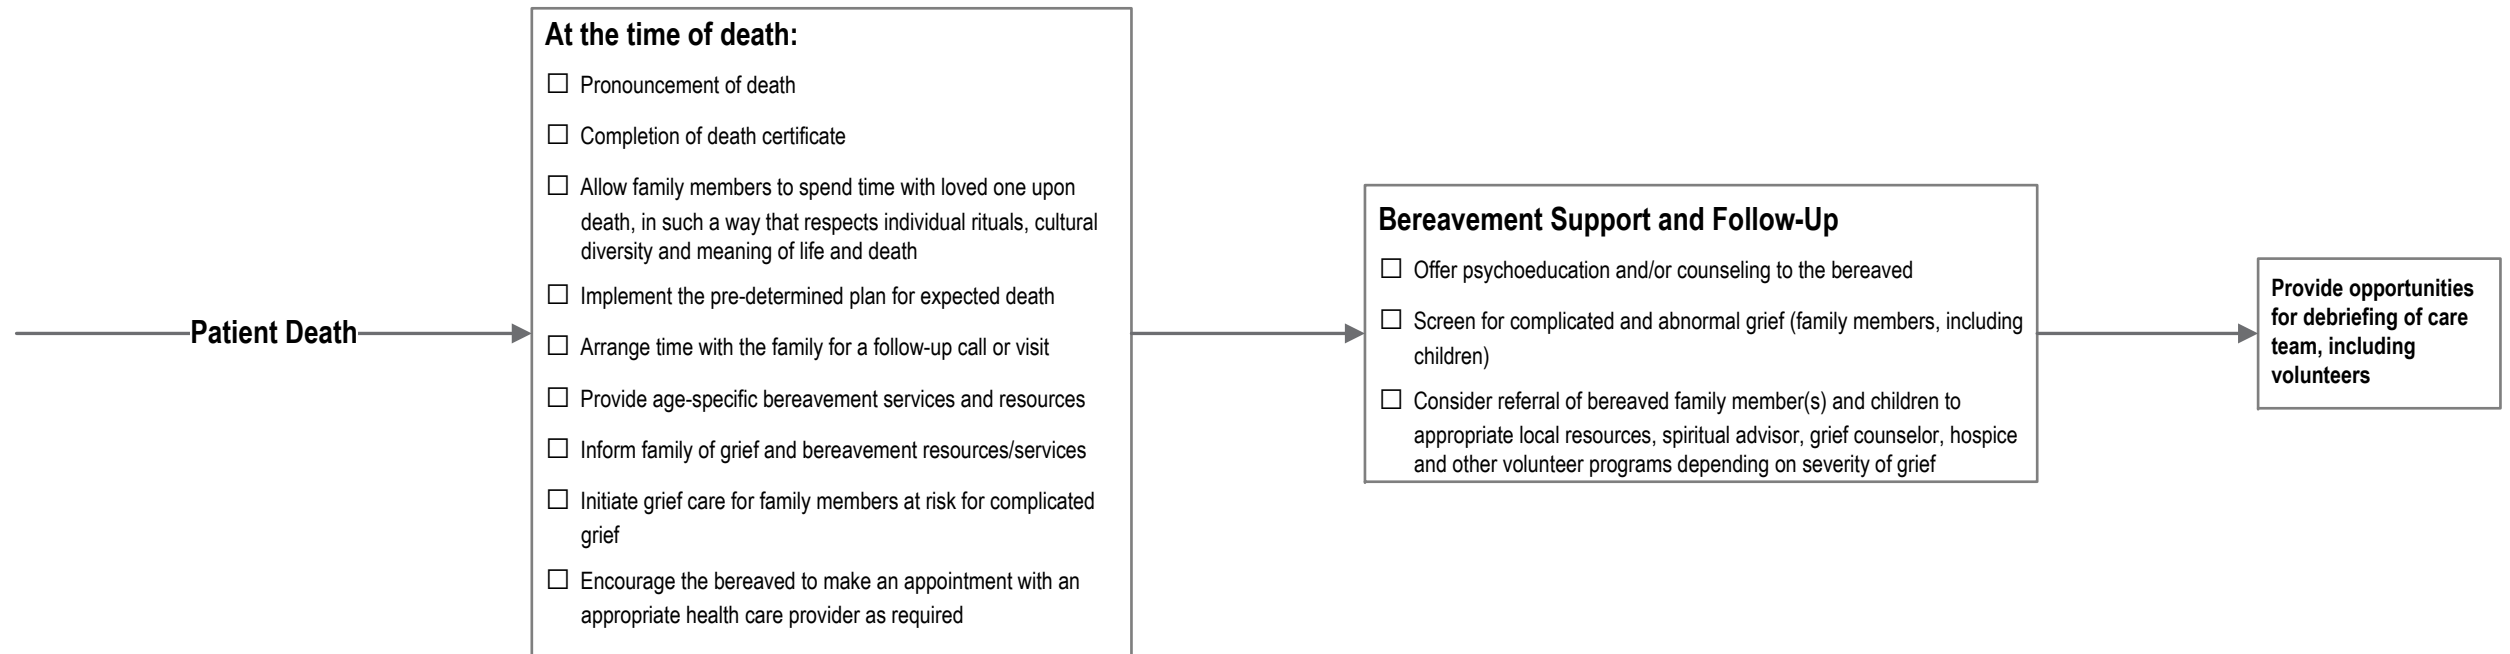 Patient Death
At the time of death:
☐ Pronouncement of death
☐ Completion of death certificate
☐ Allow family members to spend time with loved one upon
death, in such a way that respects individual rituals, cultural
diversity and meaning of life and death
☐ Implement the pre-determined plan for expected death
☐ Arrange time with the family for a follow-up call or visit
☐ Provide age-specific bereavement services and resources
☐ Inform family of grief and bereavement resources/services
☐ Initiate grief care for family members at risk for complicated
grief
☐ Encourage the bereaved to make an appointment with an
appropriate health care provider as required
Bereavement Support and Follow-Up
☐ Offer psychoeducation and/or counseling to the bereaved
☐ Screen for complicated and abnormal grief (family members, including
children)
☐ Consider referral of bereaved family member(s) and children to
appropriate local resources, spiritual advisor, grief counselor, hospice
and other volunteer programs depending on severity of grief
Provide opportunities
for debriefing of care
team, including
volunteers